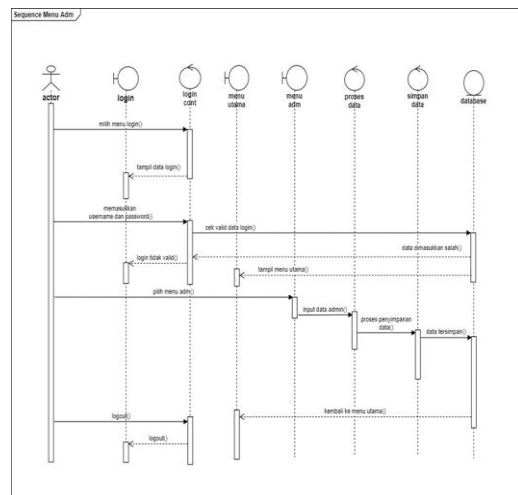 Sequence Menu Adm
actor
login
login
cont
menu
utama
menu
adm
proses
data
simpan
data
database
milih menu login()
tampil data login()
memasukkan
username dan password()
cek valid data login()
data dimasukkan salah()
login tidak valid()
tampil menu utama()
pilih menu adm()
input data admin()
proses penyimpanan
data()
data tersimpan()
kembali ke menu utama()
logout()
logout()